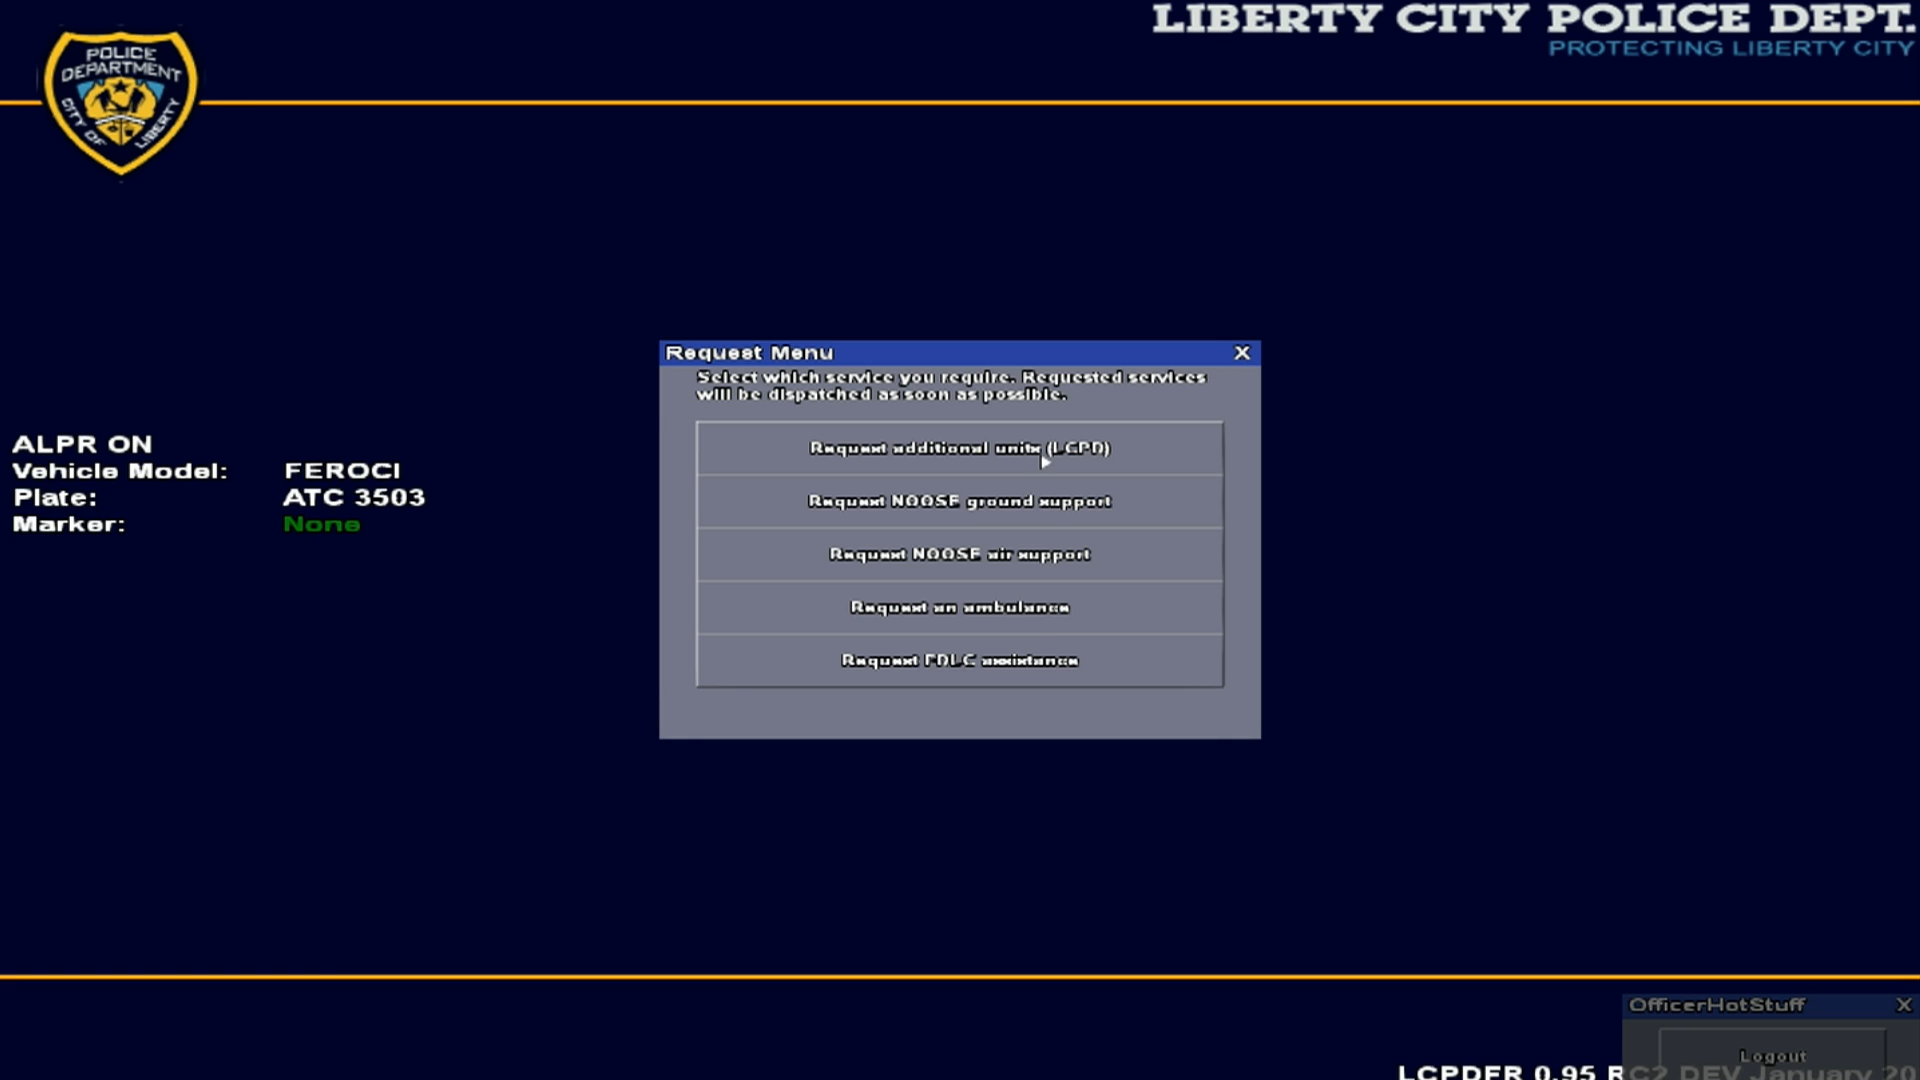 LIBERTY CITY POLICE DEPT.
PROTECTING LIBERTY CITY
POLICE
DEPARTMENT
CITY OF
LIBERTY
Request Menu X
Select which service you require. Requested services
will be dispatched as soon as possible.
Request additional units (LCPD)
Request NOOSE ground support
Request NOOSE air support
Request an ambulance
Request FDLC assistance
ALPR ON
Vehicle Model: FEROCI
Plate: ATC 3503
Marker: None
OfficerHotStuff X
Logout
LCPDFR 0.95 RC2 DEV January 20